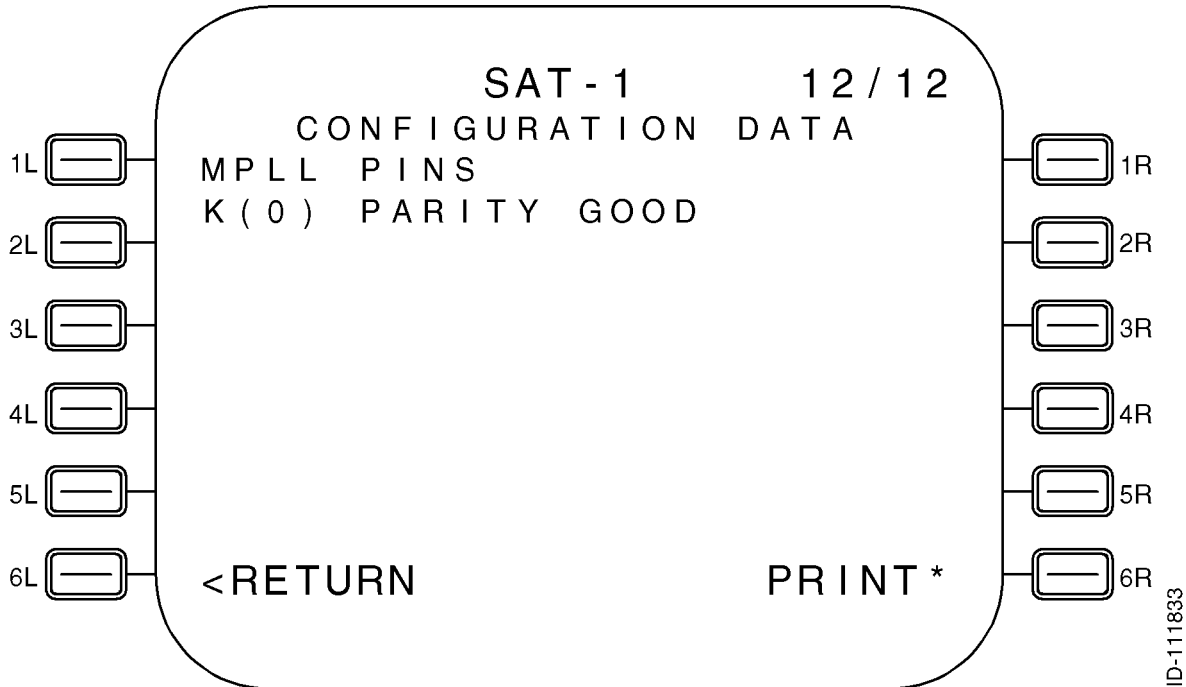 SAT-1 12/12
CONFIGURATION DATA
1L MPLL PINS 1R
K(0) PARITY GOOD
2L 2R
3L 3R
4L 4R
5L 5R
6L <RETURN PRINT* 6R
ID-111833